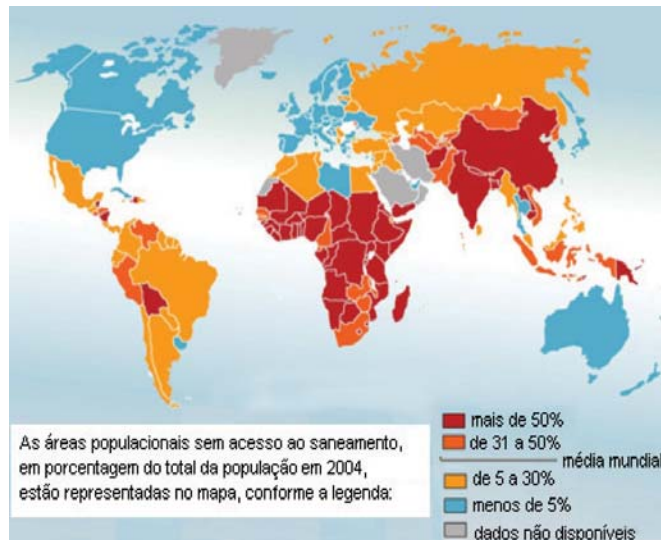 As áreas populacionais sem acesso ao saneamento,
em porcentagem do total da população em 2004,
estão representadas no mapa, conforme a legenda:
mais de 50%
de 31 a 50%
média mundial
de 5 a 30%
menos de 5%
dados não disponíveis